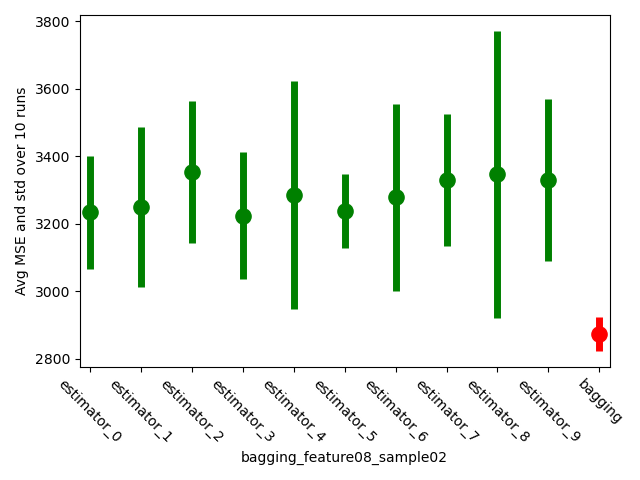 3800
3600
3400
3200
3000
2800
Avg MSE and std over 10 runs
estimator_0
estimator_1
estimator_2
estimator_3
estimator_4
estimator_5
estimator_6
estimator_7
estimator_8
estimator_9
bagging
bagging_feature08_sample02